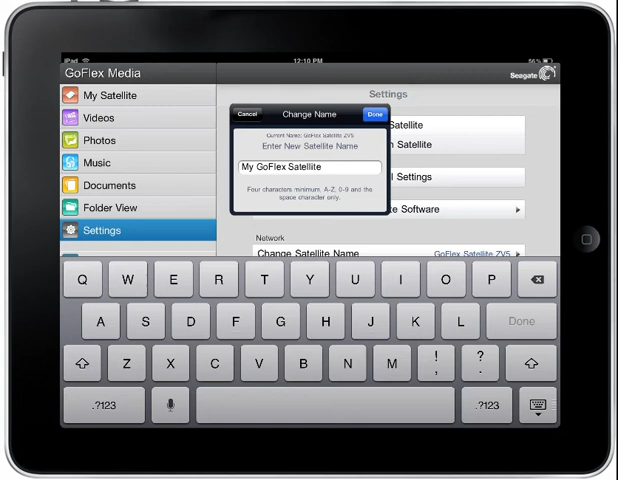 iPad 12:10 PM 56%
GoFlex Media
Seagate
Settings
My Satellite
Videos
Photos
Music
Documents
Folder View
Settings
Cancel Change Name Done
Current Name: GoFlex Satellite ZV5
Enter New Satellite Name
My GoFlex Satellite
Four characters minimum, A-Z, 0-9 and the
space character only.
Satellite
Satellite
Settings
Software
Network
Change Satellite Name GoFlex Satellite ZV5
Q W E R T Y U I O P
A S D F G H J K L Done
Z X C V B N M ! , ? .
.?123 .?123